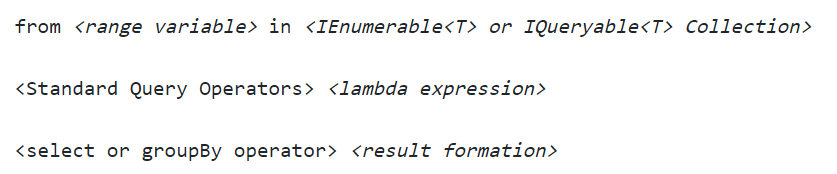 from <range variable> in <IEnumerable<T> or IQueryable<T> Collection>
<Standard Query Operators> <lambda expression>
<select or groupBy operator> <result formation>